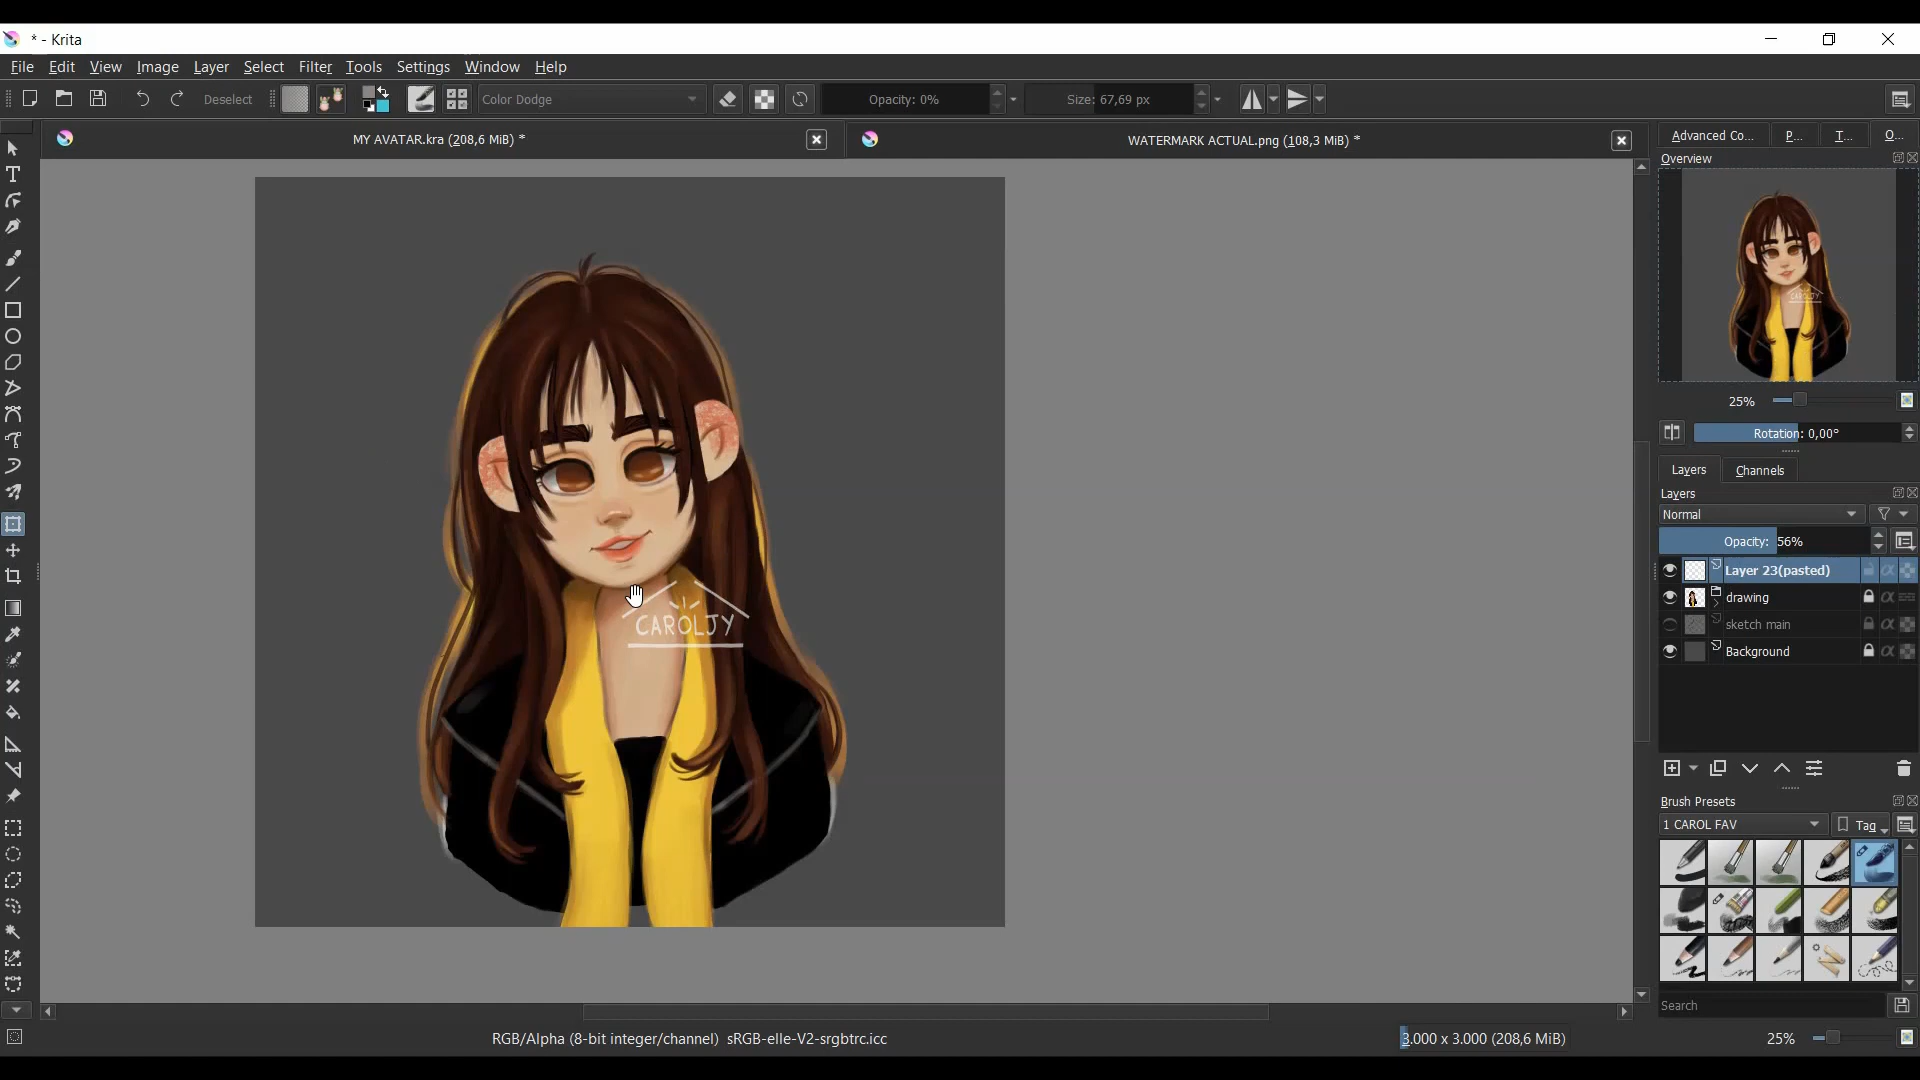 * - Krita
File Edit View Image Layer Select Filter Tools Settings Window Help
Deselect Color Dodge Opacity: 0% Size: 67,69 px
MY AVATAR.kra (208,6 MiB) * WATERMARK ACTUAL.png (108,3 MiB) *
Advanced Co... P... T... O...
Overview
25%
Rotation: 0,00°
Layers Channels
Layers
Normal
Opacity: 56%
Layer 23(pasted)
drawing
sketch main
Background
CAROLJY
Brush Presets
1 CAROL FAV Tag
Search
RGB/Alpha (8-bit integer/channel) sRGB-elle-V2-srgbtrc.icc 3.000 x 3.000 (208,6 MiB) 25%